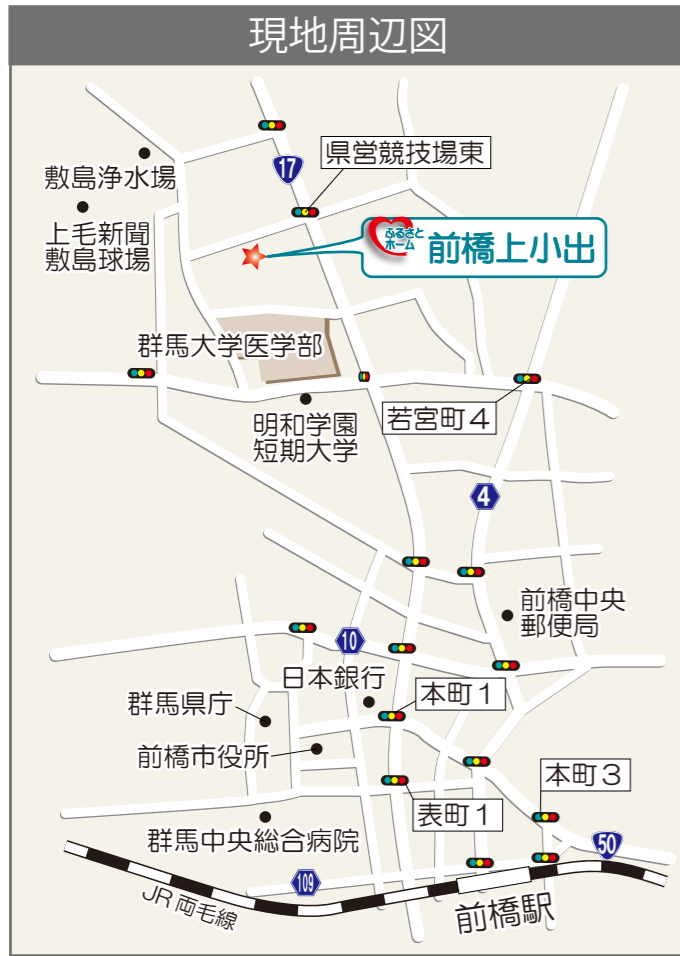 現地周辺図
17
県営競技場東
敷島浄水場
上毛新聞
敷島球場
ふるさと
ホーム
前橋上小出
群馬大学医学部
若宮町4
明和学園
短期大学
4
前橋中央
郵便局
10
日本銀行
本町1
群馬県庁
前橋市役所
本町3
表町1
群馬中央総合病院
50
109
JR両毛線
前橋駅